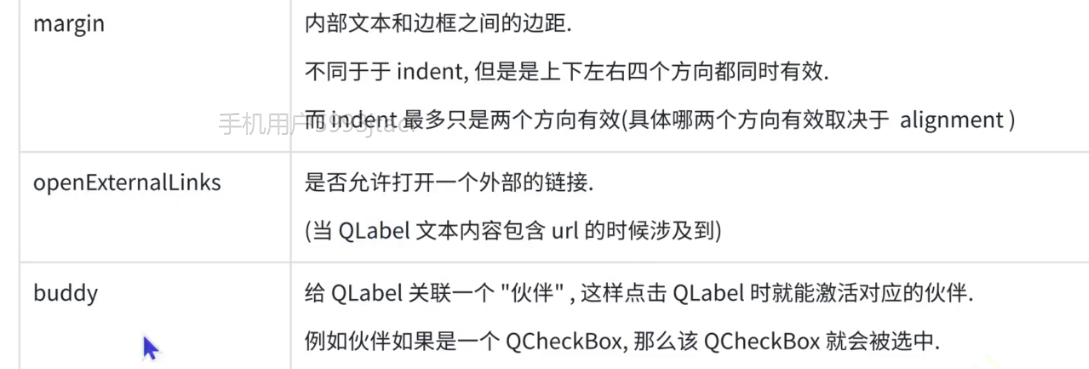 margin
内部文本和边框之间的边距.
不同于于 indent, 但是是上下左右四个方向都同时有效.
而 indent 最多只是两个方向有效(具体哪两个方向有效取决于 alignment )
手机用户
openExternalLinks
是否允许打开一个外部的链接.
(当 QLabel 文本内容包含 url 的时候涉及到)
buddy
给 QLabel 关联一个 "伙伴" , 这样点击 QLabel 时就能激活对应的伙伴.
例如伙伴如果是一个 QCheckBox, 那么该 QCheckBox 就会被选中.